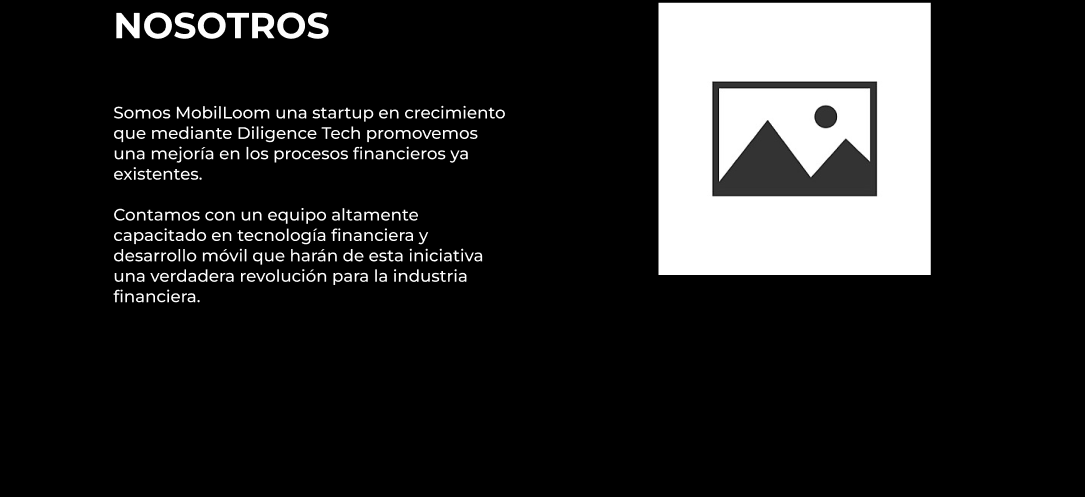 NOSOTROS
Somos MobilLoom una startup en crecimiento
que mediante Diligence Tech promovemos
una mejoría en los procesos financieros ya
existentes.
Contamos con un equipo altamente
capacitado en tecnología financiera y
desarrollo móvil que harán de esta iniciativa
una verdadera revolución para la industria
financiera.